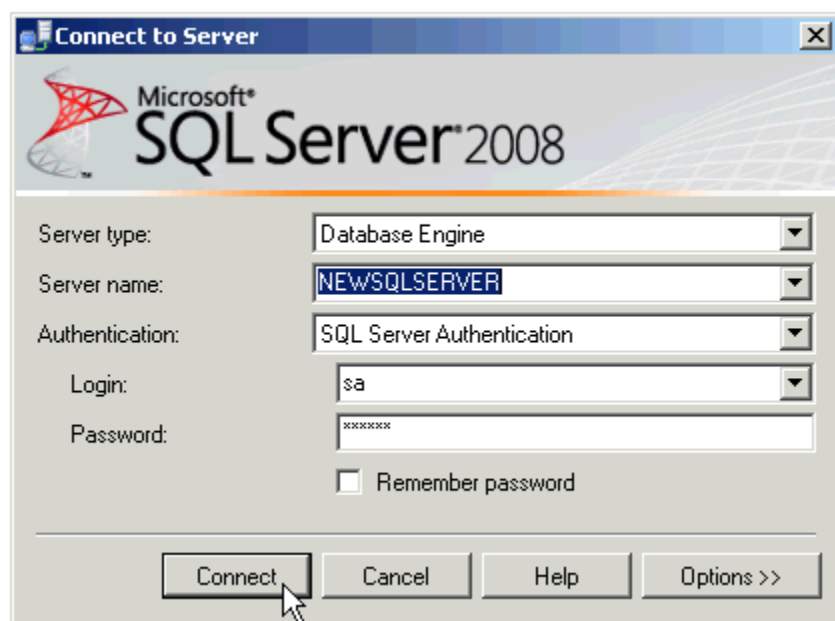 Connect to Server
Microsoft®
SQL Server® 2008
Server type: Database Engine
Server name: NEWSQLSERVER
Authentication: SQL Server Authentication
Login: sa
Password: ******
Remember password
Connect Cancel Help Options >>